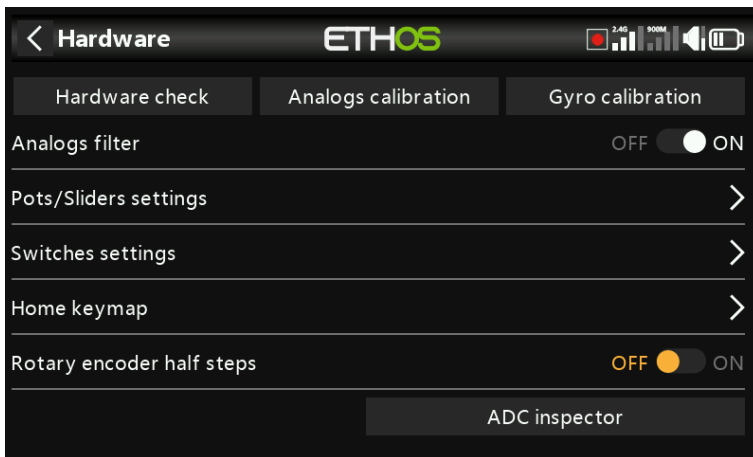 Hardware ETHOS 2.4G 900M
Hardware check Analogs calibration Gyro calibration
Analogs filter OFF ON
Pots/Sliders settings
Switches settings
Home keymap
Rotary encoder half steps OFF ON
ADC inspector